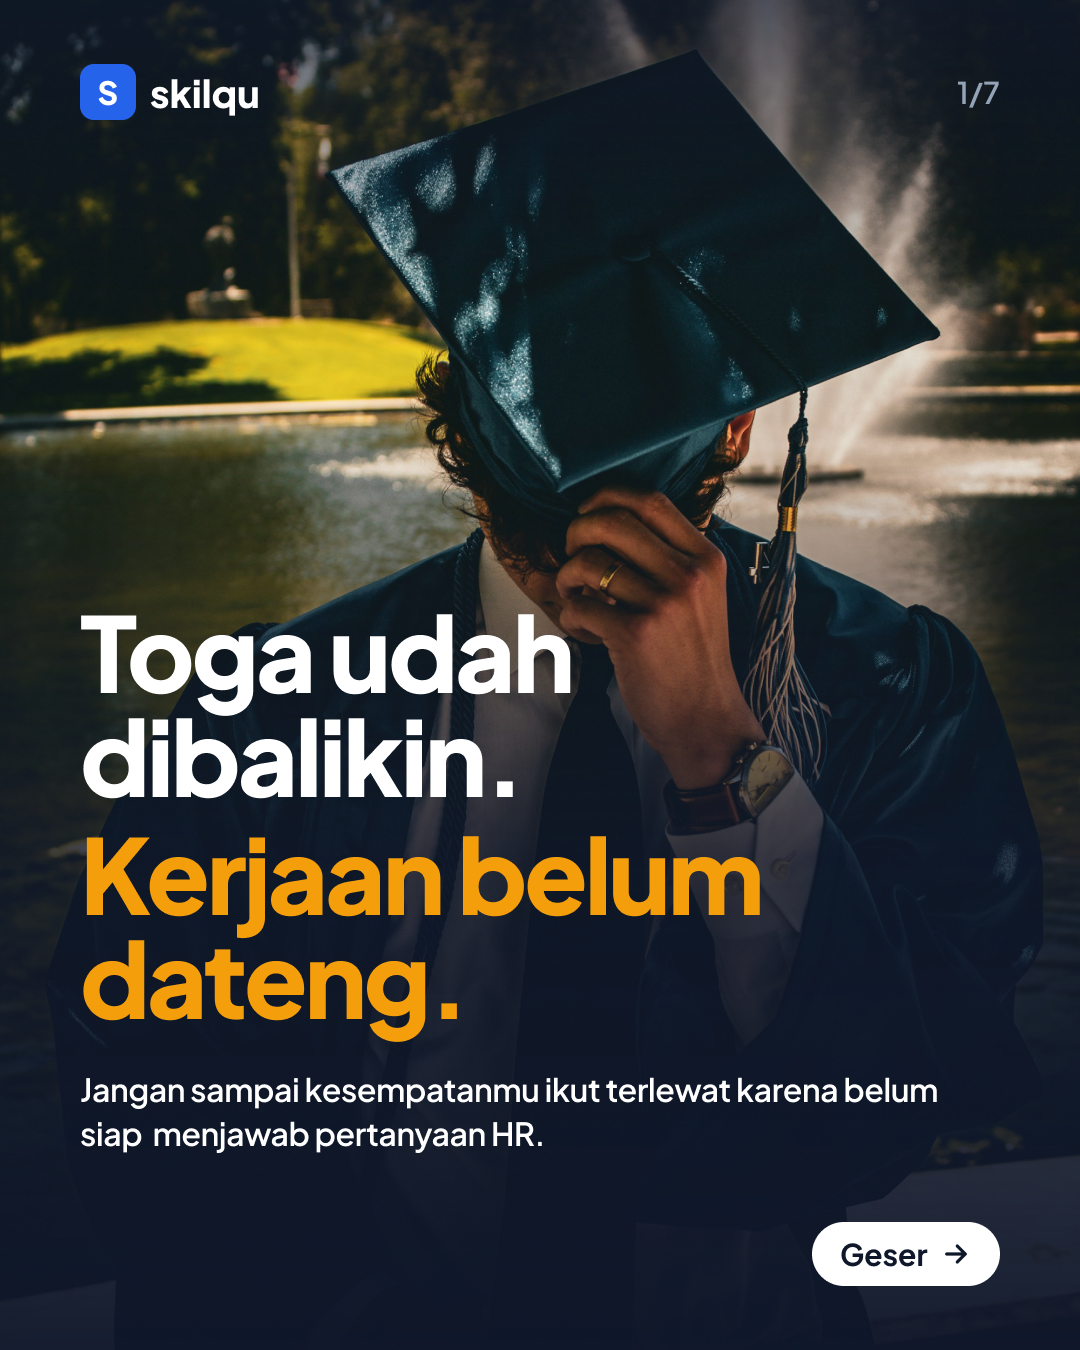 S skilqu
1/7
Toga udah
dibalikin.
Kerjaan belum
dateng.
Jangan sampai kesempatanmu ikut terlewat karena belum
siap  menjawab pertanyaan HR.
Geser →